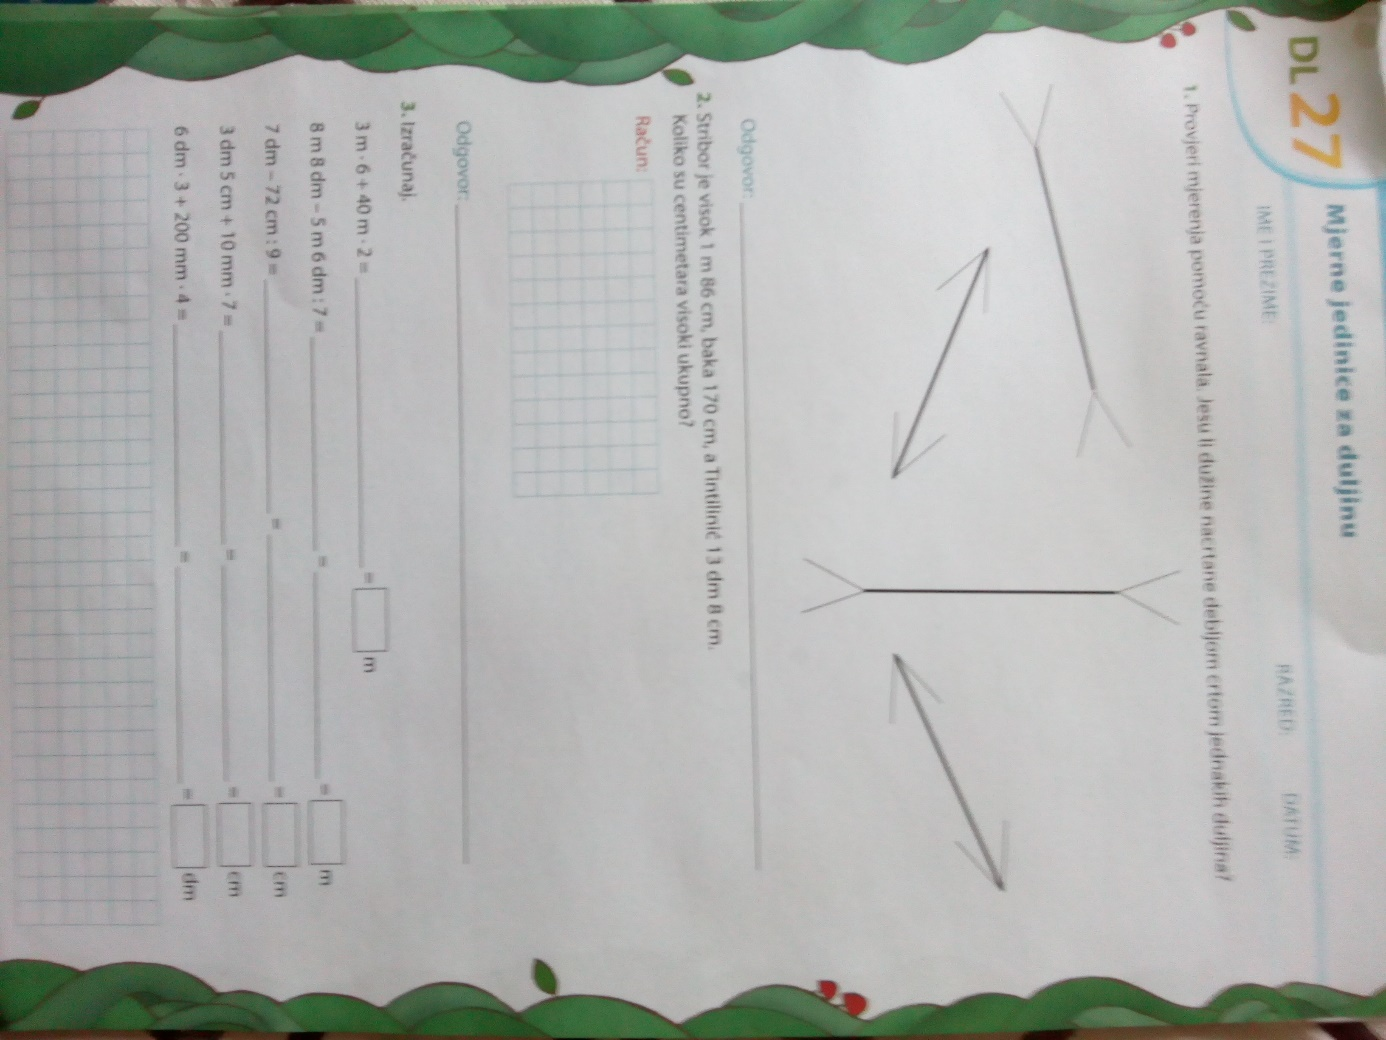 DL 27
Mjerne jedinice za duljinu
IME I PREZIME:
RAZRED:
DATUM:
1. Provjeri mjerenja pomoću ravnala. Jesu li dužine nacrtane debljom crtom jednakih duljina?
Odgovor:
2. Stribor je visok 1 m 86 cm, baka 170 cm, a Tintilinić 13 dm 8 cm.
Koliko su centimetara visoki ukupno?
Račun:
Odgovor:
3. Izračunaj.
3 m · 6 + 40 m · 2 = = m
8 m 8 dm – 5 m 6 dm : 7 = = = m
7 dm – 72 cm : 9 = = = cm
3 dm 5 cm + 10 mm · 7 = = = cm
6 dm · 3 + 200 mm · 4 = = = dm